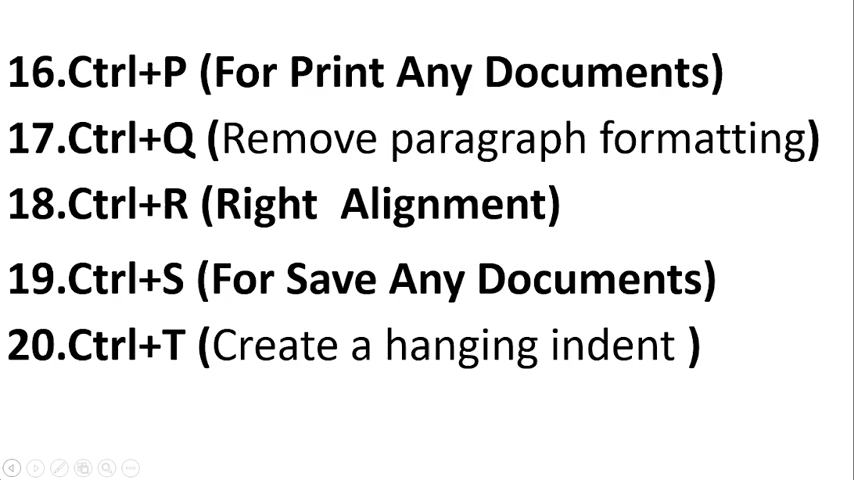 16.Ctrl+P (For Print Any Documents)
17.Ctrl+Q (Remove paragraph formatting)
18.Ctrl+R (Right  Alignment)
19.Ctrl+S (For Save Any Documents)
20.Ctrl+T (Create a hanging indent )